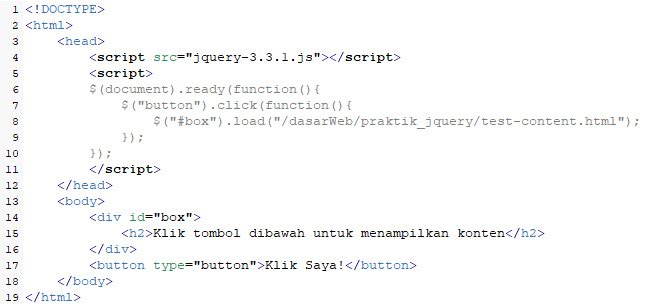 1 <!DOCTYPE>
2 <html>
3 <head>
4 <script src="jquery-3.3.1.js"></script>
5 <script>
6 $(document).ready(function(){
7 $("button").click(function(){
8 $("#box").load("/dasarWeb/praktik_jquery/test-content.html");
9 });
10 });
11 </script>
12 </head>
13 <body>
14 <div id="box">
15 <h2>Klik tombol dibawah untuk menampilkan konten</h2>
16 </div>
17 <button type="button">Klik Saya!</button>
18 </body>
19 </html>